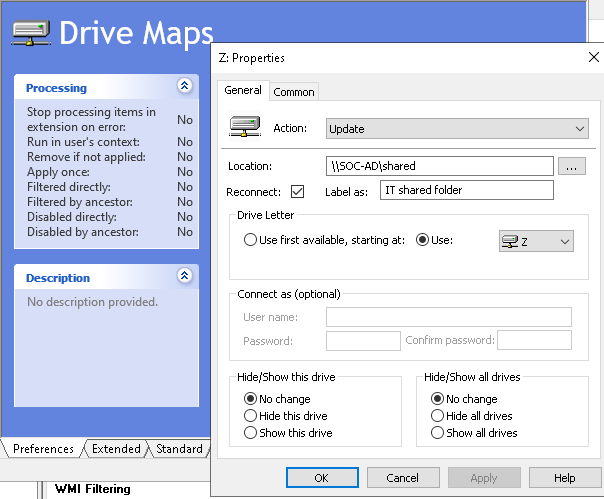 Drive Maps
Processing
Stop processing items in
extension on error: No
Run in user's context: No
Remove if not applied: No
Apply once: No
Filtered directly: No
Filtered by ancestor: No
Disabled directly: No
Disabled by ancestor: No
Description
No description provided.
Preferences Extended Standard
WMI Filtering
Z: Properties
General Common
Action: Update
Location: \\SOC-AD\shared ...
Reconnect: Label as: IT shared folder
Drive Letter
Use first available, starting at: Use: Z
Connect as (optional)
User name:
Password: Confirm password:
Hide/Show this drive
No change
Hide this drive
Show this drive
Hide/Show all drives
No change
Hide all drives
Show all drives
OK Cancel Apply Help